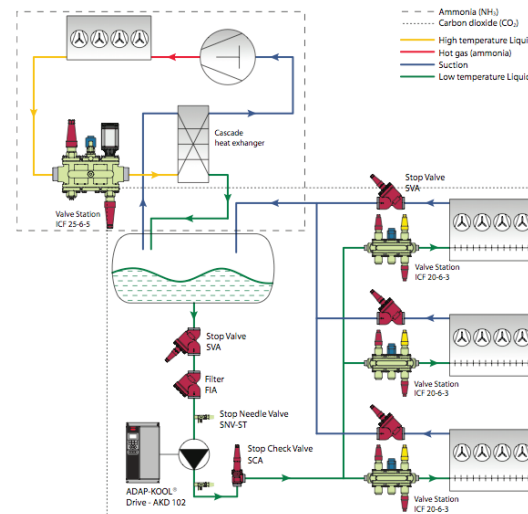 Ammonia (NH₃)
Carbon dioxide (CO₂)
High temperature Liquid
Hot gas (ammonia)
Suction
Low temperature Liquid
Cascade
heat exhanger
Valve Station
ICF 25-6-5
Stop Valve
SVA
Valve Station
ICF 20-6-3
Stop Valve
SVA
Filter
FIA
Valve Station
ICF 20-6-3
Stop Needle Valve
SNV-ST
Stop Check Valve
SCA
ADAP-KOOL®
Drive - AKD 102
Valve Station
ICF 20-6-3